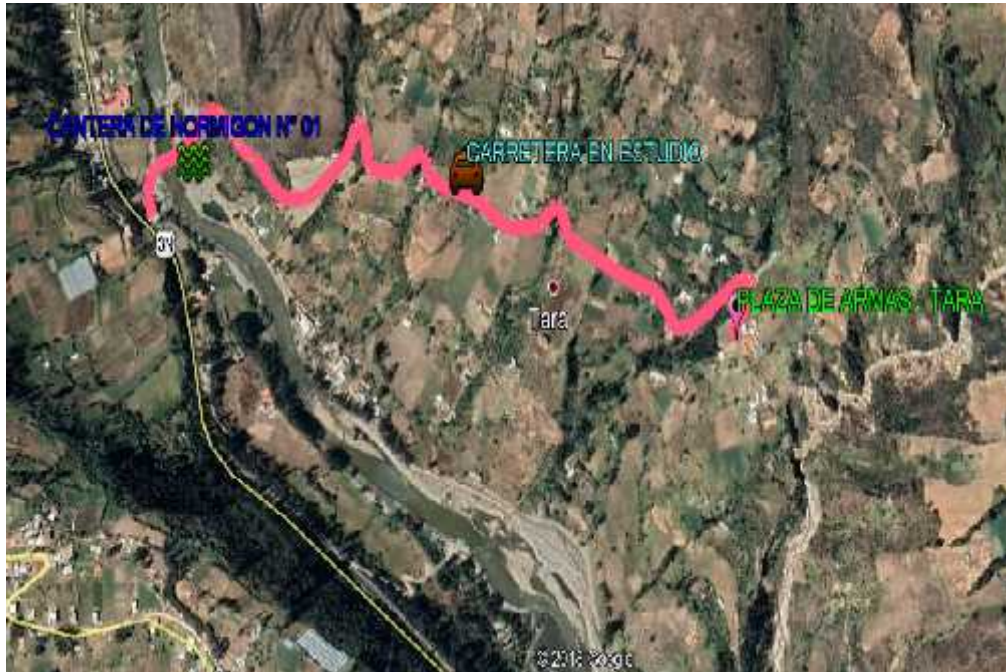 CANTERA DE HORMIGON N° 01
CARRETERA EN ESTUDIO
3N
Tara
PLAZA DE ARMAS - TARA
© 2018 Google